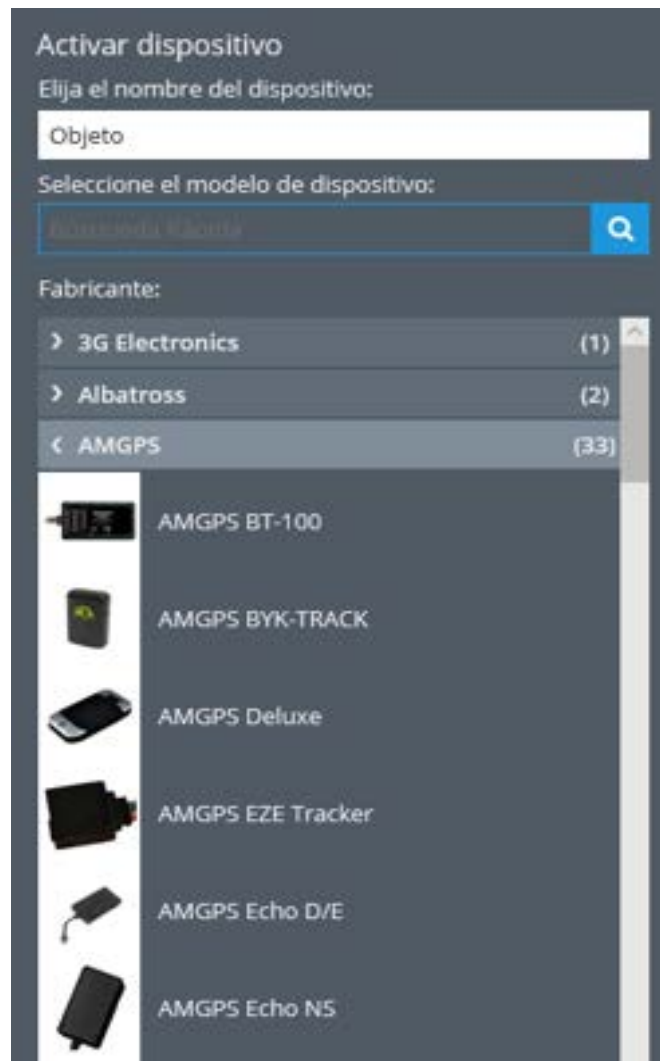 Activar dispositivo
Elija el nombre del dispositivo:
Objeto
Seleccione el modelo de dispositivo:
Fabricante:
3G Electronics (1)
Albatross (2)
AMGPS (33)
AMGPS BT-100
AMGPS BYK-TRACK
AMGPS Deluxe
AMGPS EZE Tracker
AMGPS Echo D/E
AMGPS Echo NS